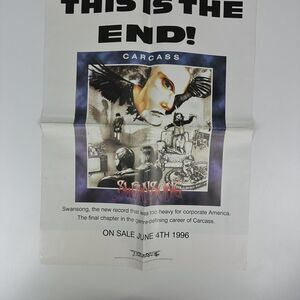 THIS IS THE
END!
CARCASS
SWANSONG
Swansong, the new record that was too heavy for corporate America.
The final chapter in the genre-defining career of Carcass.
ON SALE JUNE 4TH 1996